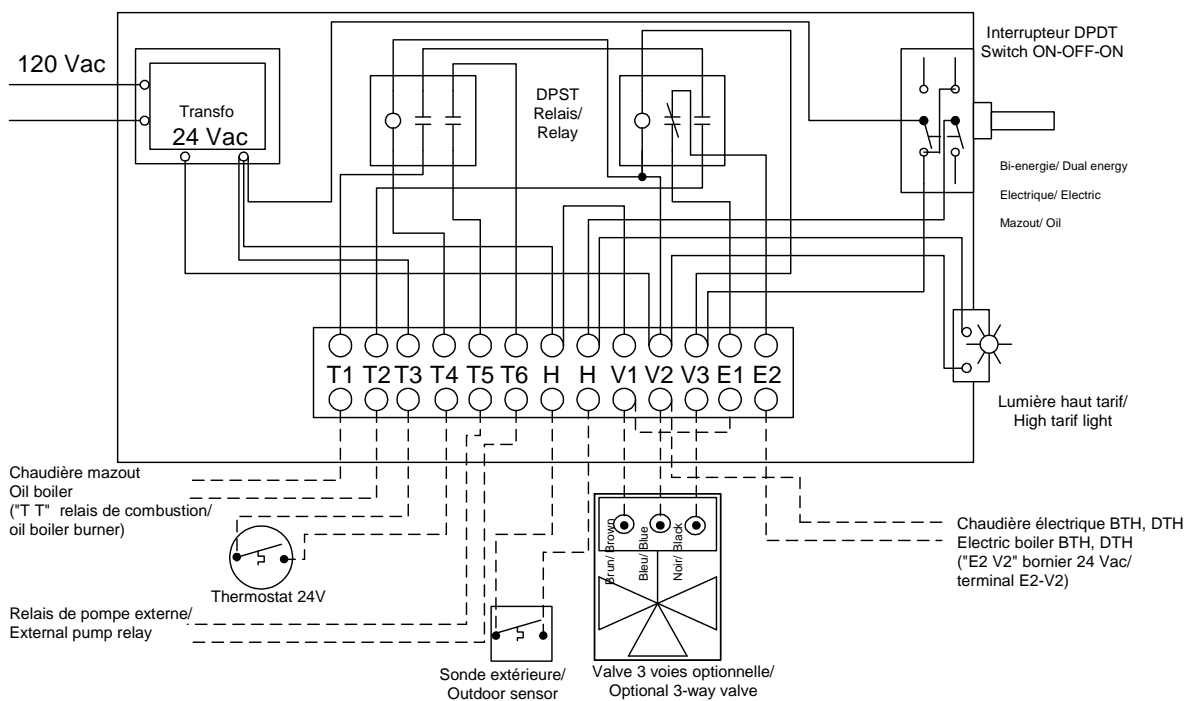 Interrupteur DPDT
Switch ON-OFF-ON
120 Vac
Transfo
24 Vac
DPST
Relais/
Relay
Bi-energie/ Dual energy
Electrique/ Electric
Mazout/ Oil
T1 T2 T3 T4 T5 T6 H H V1 V2 V3 E1 E2
Lumière haut tarif/
High tarif light
Chaudière mazout
Oil boiler
("T T" relais de combustion/
oil boiler burner)
Thermostat 24V
Relais de pompe externe/
External pump relay
Sonde extérieure/
Outdoor sensor
Brun/ Brown
Bleu/ Blue
Noir/ Black
Valve 3 voies optionnelle/
Optional 3-way valve
Chaudière électrique BTH, DTH
Electric boiler BTH, DTH
("E2 V2" bornier 24 Vac/
terminal E2-V2)